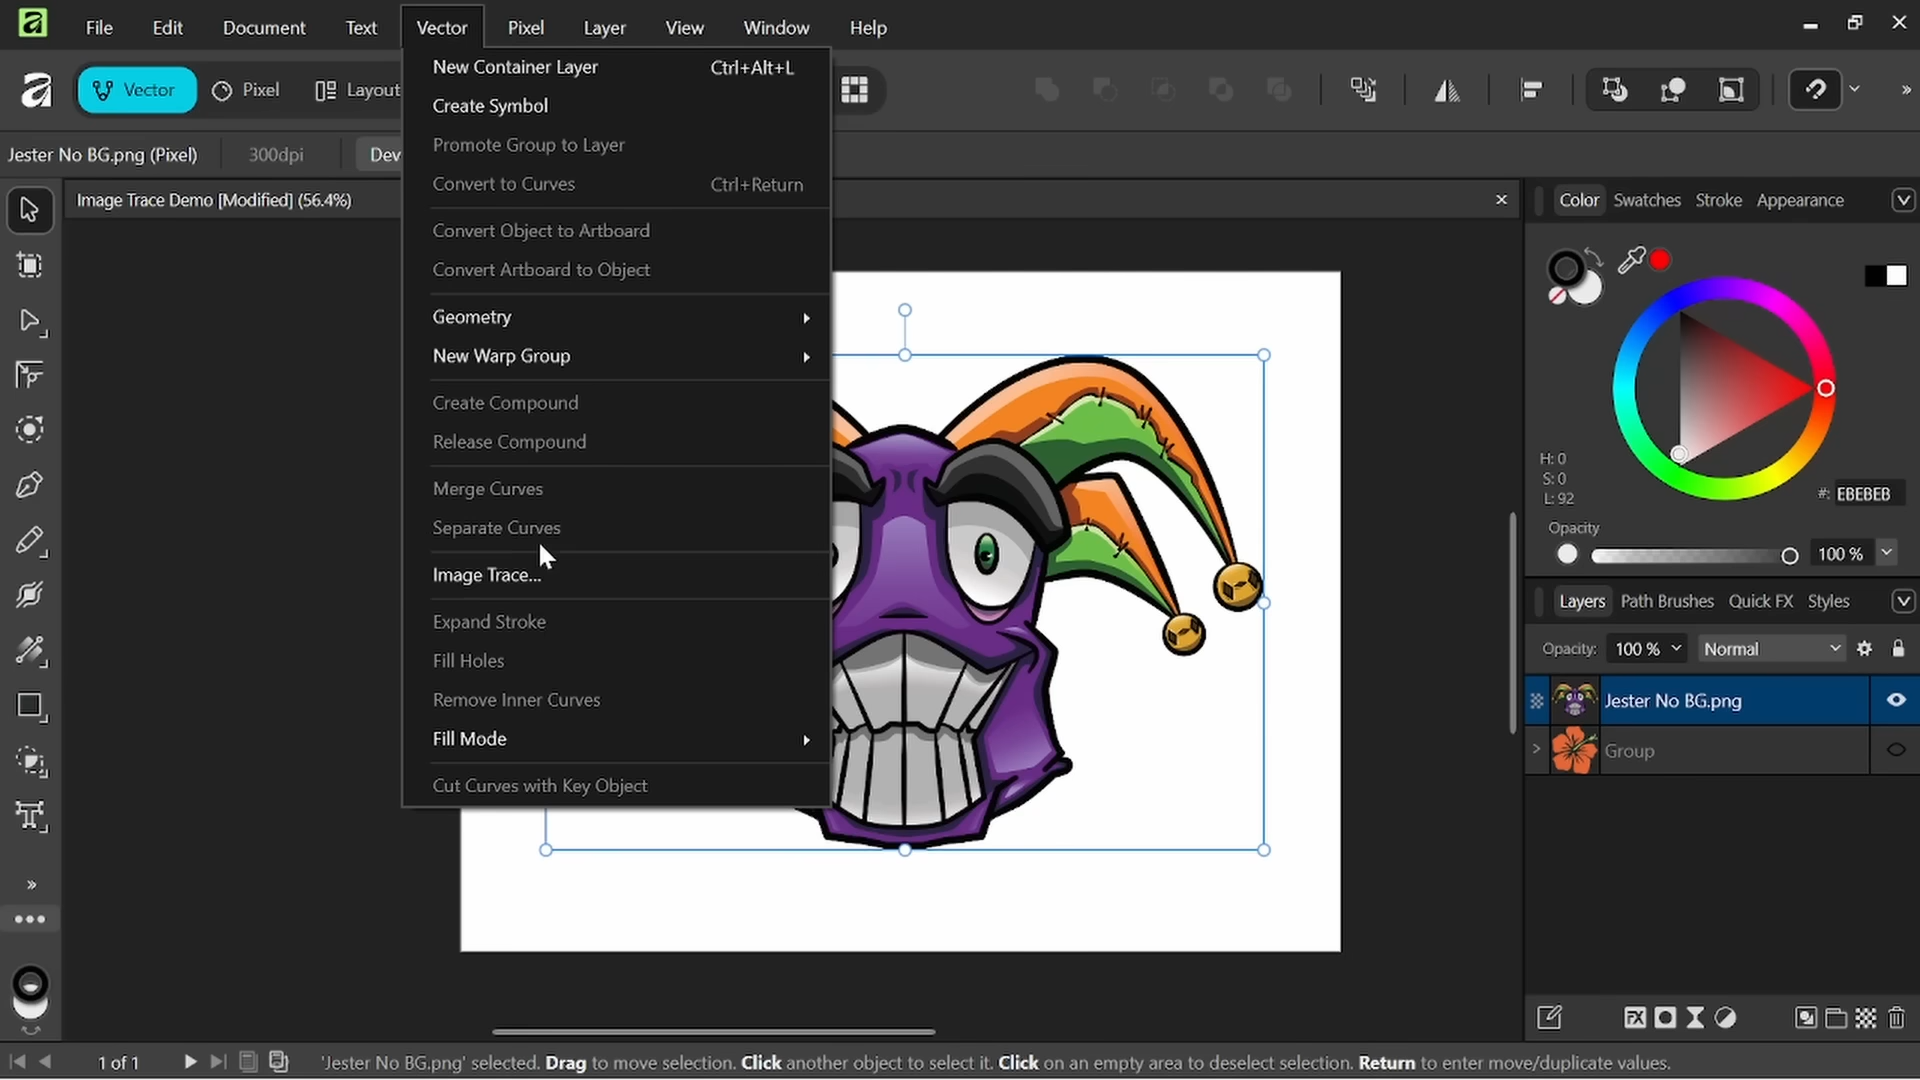 File Edit Document Text Vector Pixel Layer View Window Help
Vector Pixel Layout
Jester No BG.png (Pixel) 300dpi Dev
Image Trace Demo [Modified] (56.4%)
New Container Layer Ctrl+Alt+L
Create Symbol
Promote Group to Layer
Convert to Curves Ctrl+Return
Convert Object to Artboard
Convert Artboard to Object
Geometry
New Warp Group
Create Compound
Release Compound
Merge Curves
Separate Curves
Image Trace...
Expand Stroke
Fill Holes
Remove Inner Curves
Fill Mode
Cut Curves with Key Object
Color Swatches Stroke Appearance
H: 0
S: 0
L: 92
#: EBEBEB
Opacity
100 %
Layers Path Brushes Quick FX Styles
Opacity: 100 % Normal
Jester No BG.png
Group
FX
1 of 1 'Jester No BG.png' selected. Drag to move selection. Click another object to select it. Click on an empty area to deselect selection. Return to enter move/duplicate values.